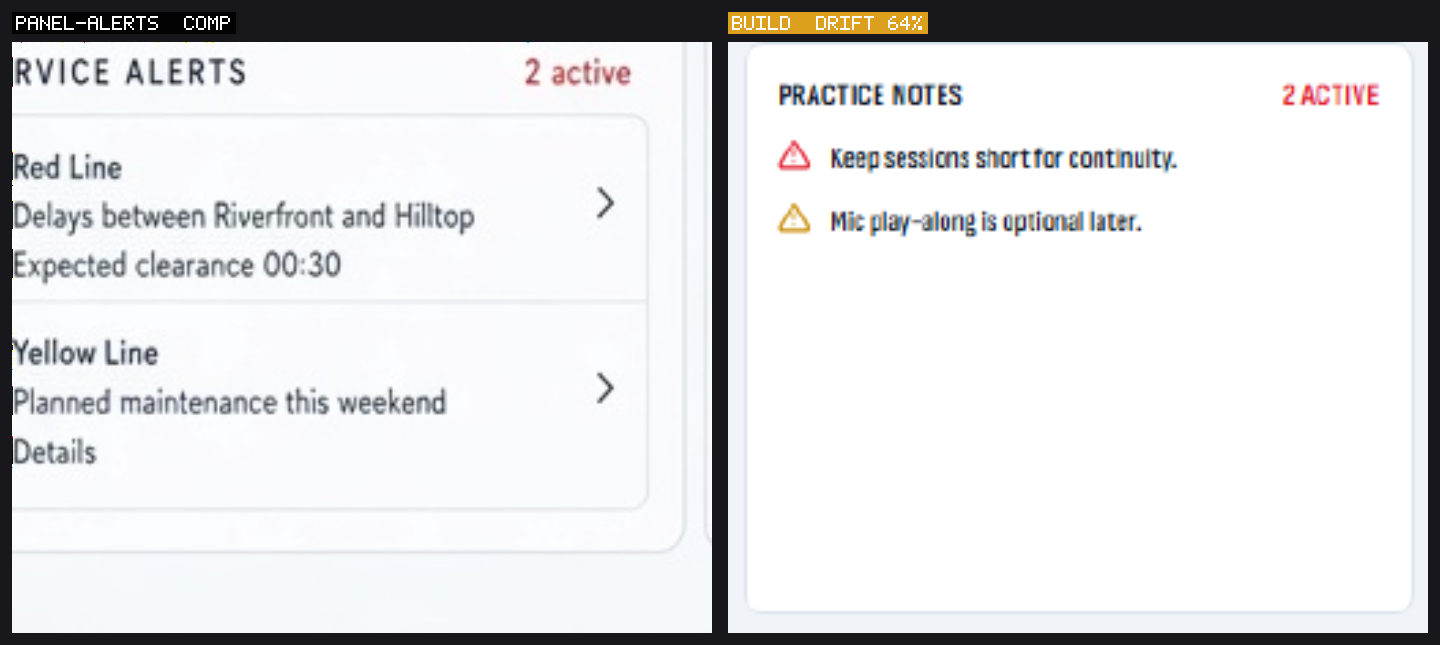 PANEL-ALERTS COMP
RVICE ALERTS
2 active
Red Line
Delays between Riverfront and Hilltop
Expected clearance 00:30
Yellow Line
Planned maintenance this weekend
Details
BUILD DRIFT 64%
PRACTICE NOTES
2 ACTIVE
Keep sessions short for continuity.
Mic play-along is optional later.